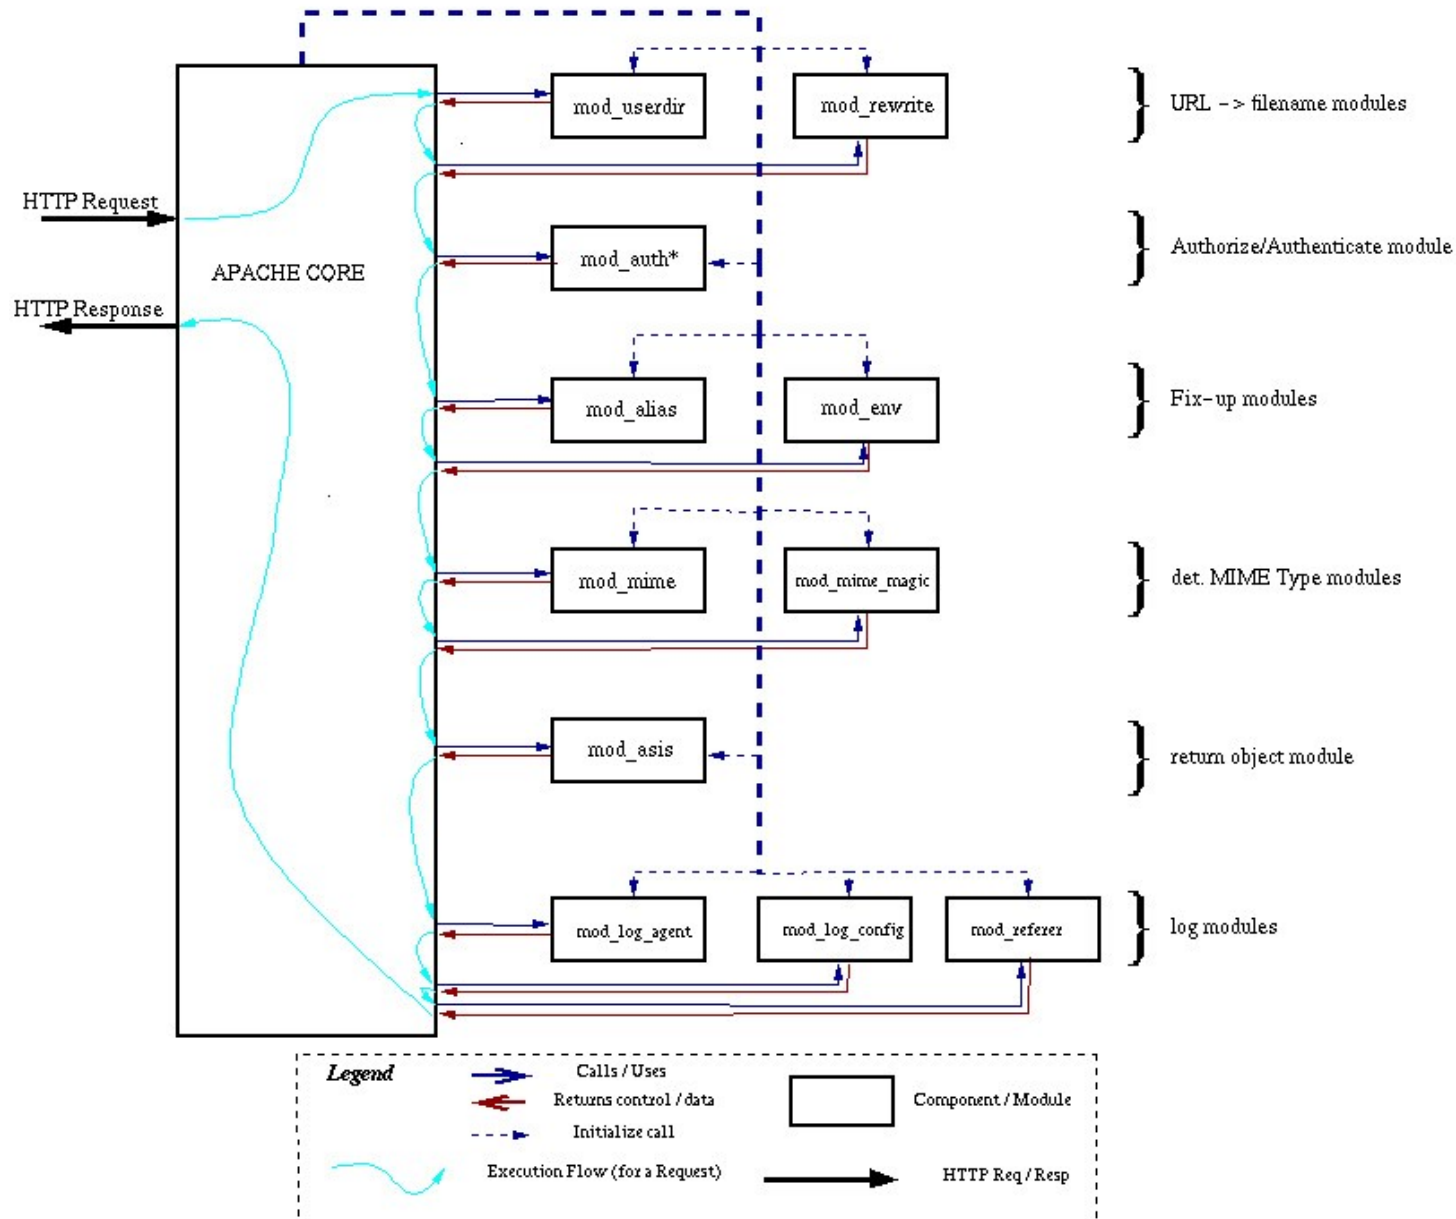 mod_userdir
mod_rewrite
URL -> filename modules
HTTP Request
APACHE CORE
mod_auth*
Authorize/Authenticate module
HTTP Response
mod_alias
mod_env
Fix-up modules
mod_mime
mod_mime_magic
det. MIME Type modules
mod_asis
return object module
mod_log_agent
mod_log_config
mod_referer
log modules
Legend
Calls / Uses
Returns control / data
Component / Module
Initialize call
Execution Flow (for a Request)
HTTP Req / Resp